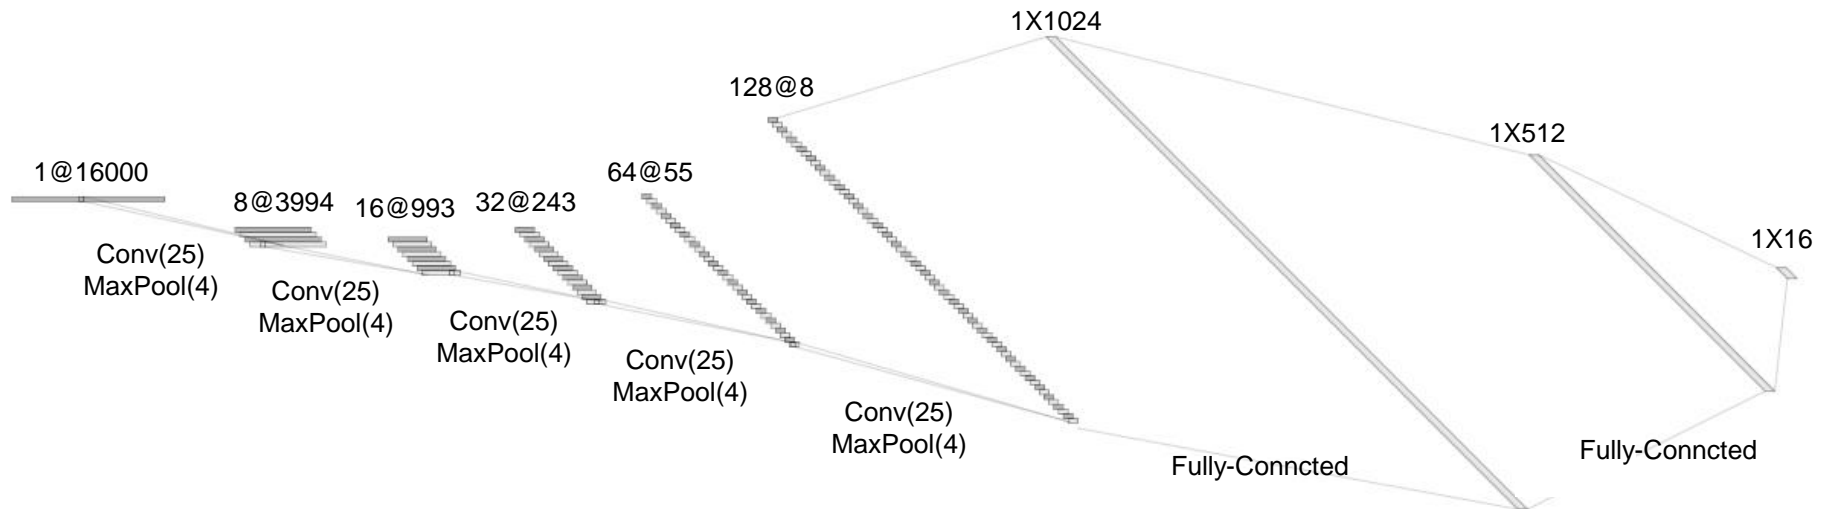 1@16000
8@3994
16@993
32@243
64@55
128@8
1X1024
1X512
1X16
Conv(25)
MaxPool(4)
Conv(25)
MaxPool(4)
Conv(25)
MaxPool(4)
Conv(25)
MaxPool(4)
Conv(25)
MaxPool(4)
Fully-Conncted
Fully-Conncted